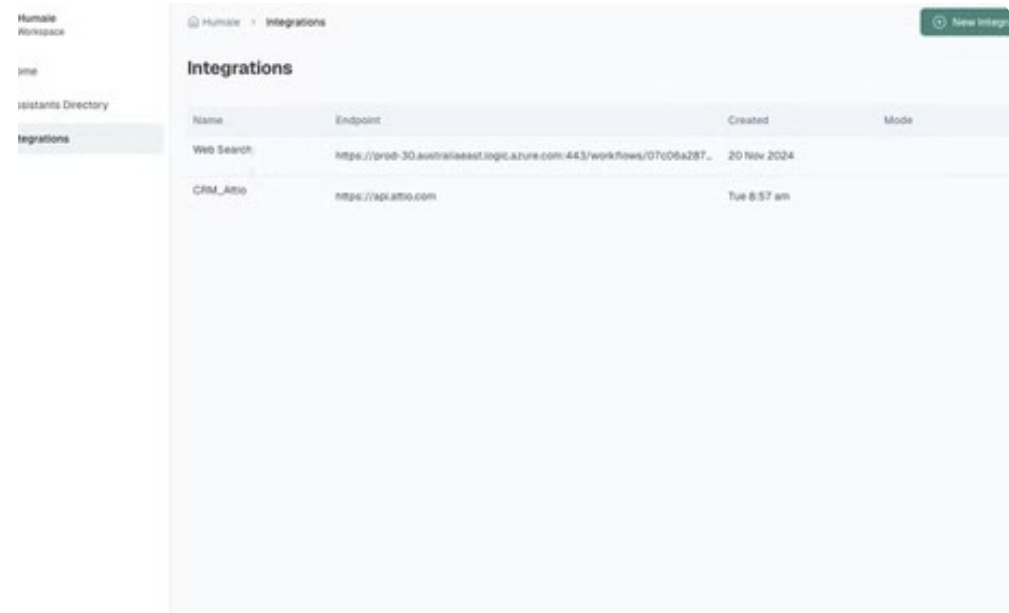 Humaie
Workspace
ome
ssistants Directory
tegrations
Humaie > Integrations
New Integr
Integrations
Name Endpoint Created Mode
Web Search https://prod-30.australiaeast.logic.azure.com:443/workflows/07c06a287... 20 Nov 2024
CRM_Attio https://api.attio.com Tue 8:57 am